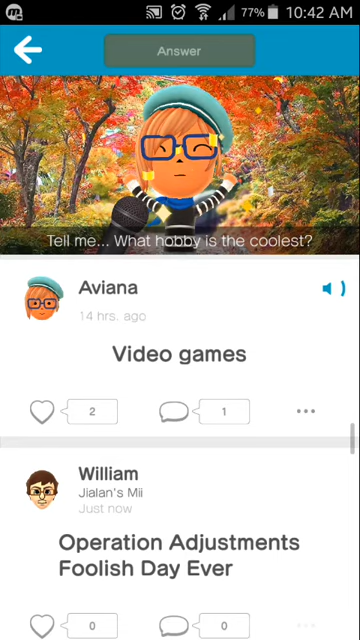 77% 10:42 AM
Answer
Tell me... What hobby is the coolest?
Aviana
14 hrs. ago
Video games
2 1
William
Jialan's Mii
Just now
Operation Adjustments
Foolish Day Ever
0 0